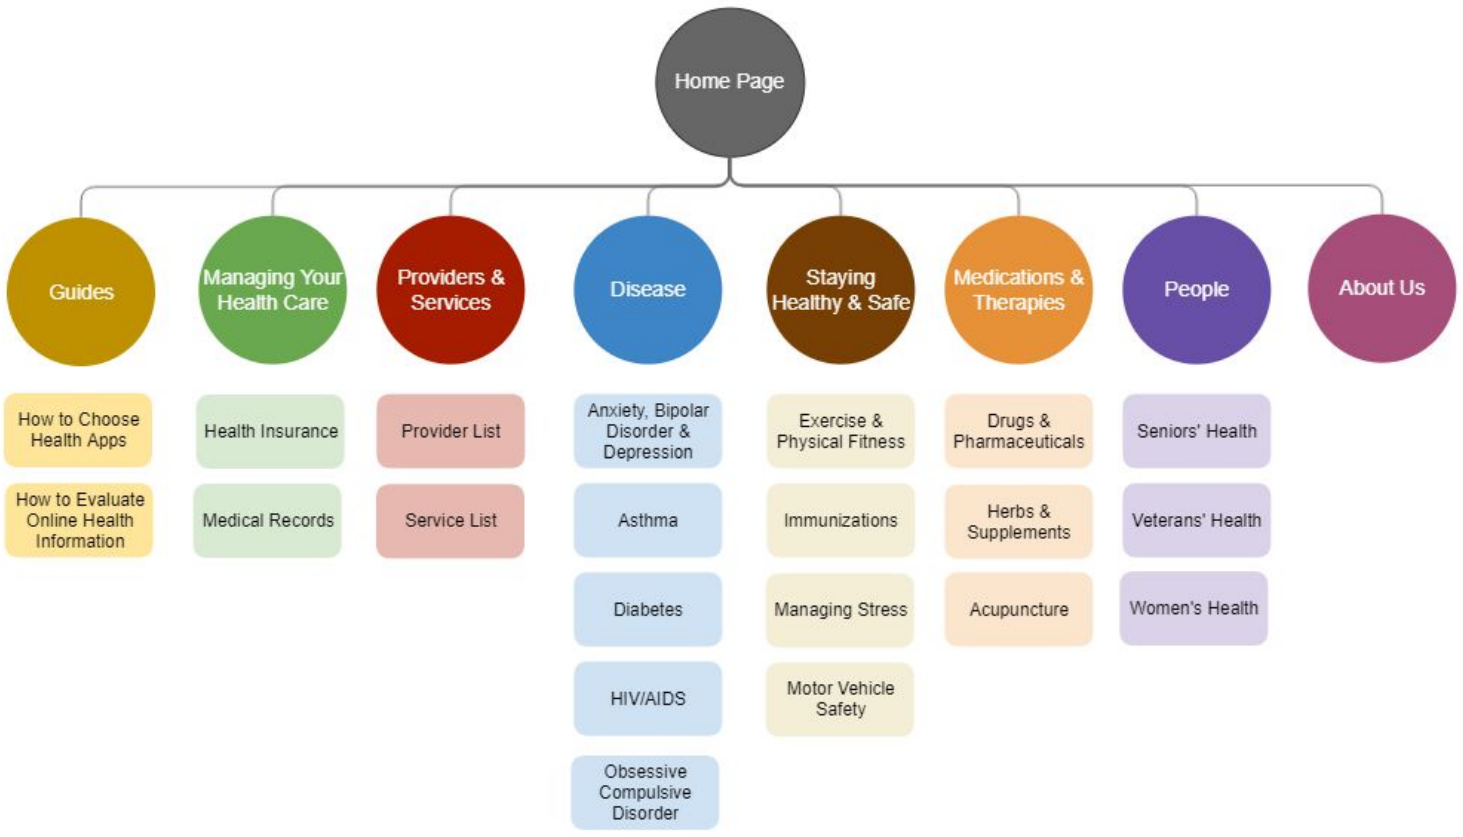 Home Page
Guides
Managing Your
Health Care
Providers &
Services
Disease
Staying
Healthy & Safe
Medications &
Therapies
People
About Us
How to Choose
Health Apps
How to Evaluate
Online Health
Information
Health Insurance
Medical Records
Provider List
Service List
Anxiety, Bipolar
Disorder &
Depression
Asthma
Diabetes
HIV/AIDS
Obsessive
Compulsive
Disorder
Exercise &
Physical Fitness
Immunizations
Managing Stress
Motor Vehicle
Safety
Drugs &
Pharmaceuticals
Herbs &
Supplements
Acupuncture
Seniors' Health
Veterans' Health
Women's Health